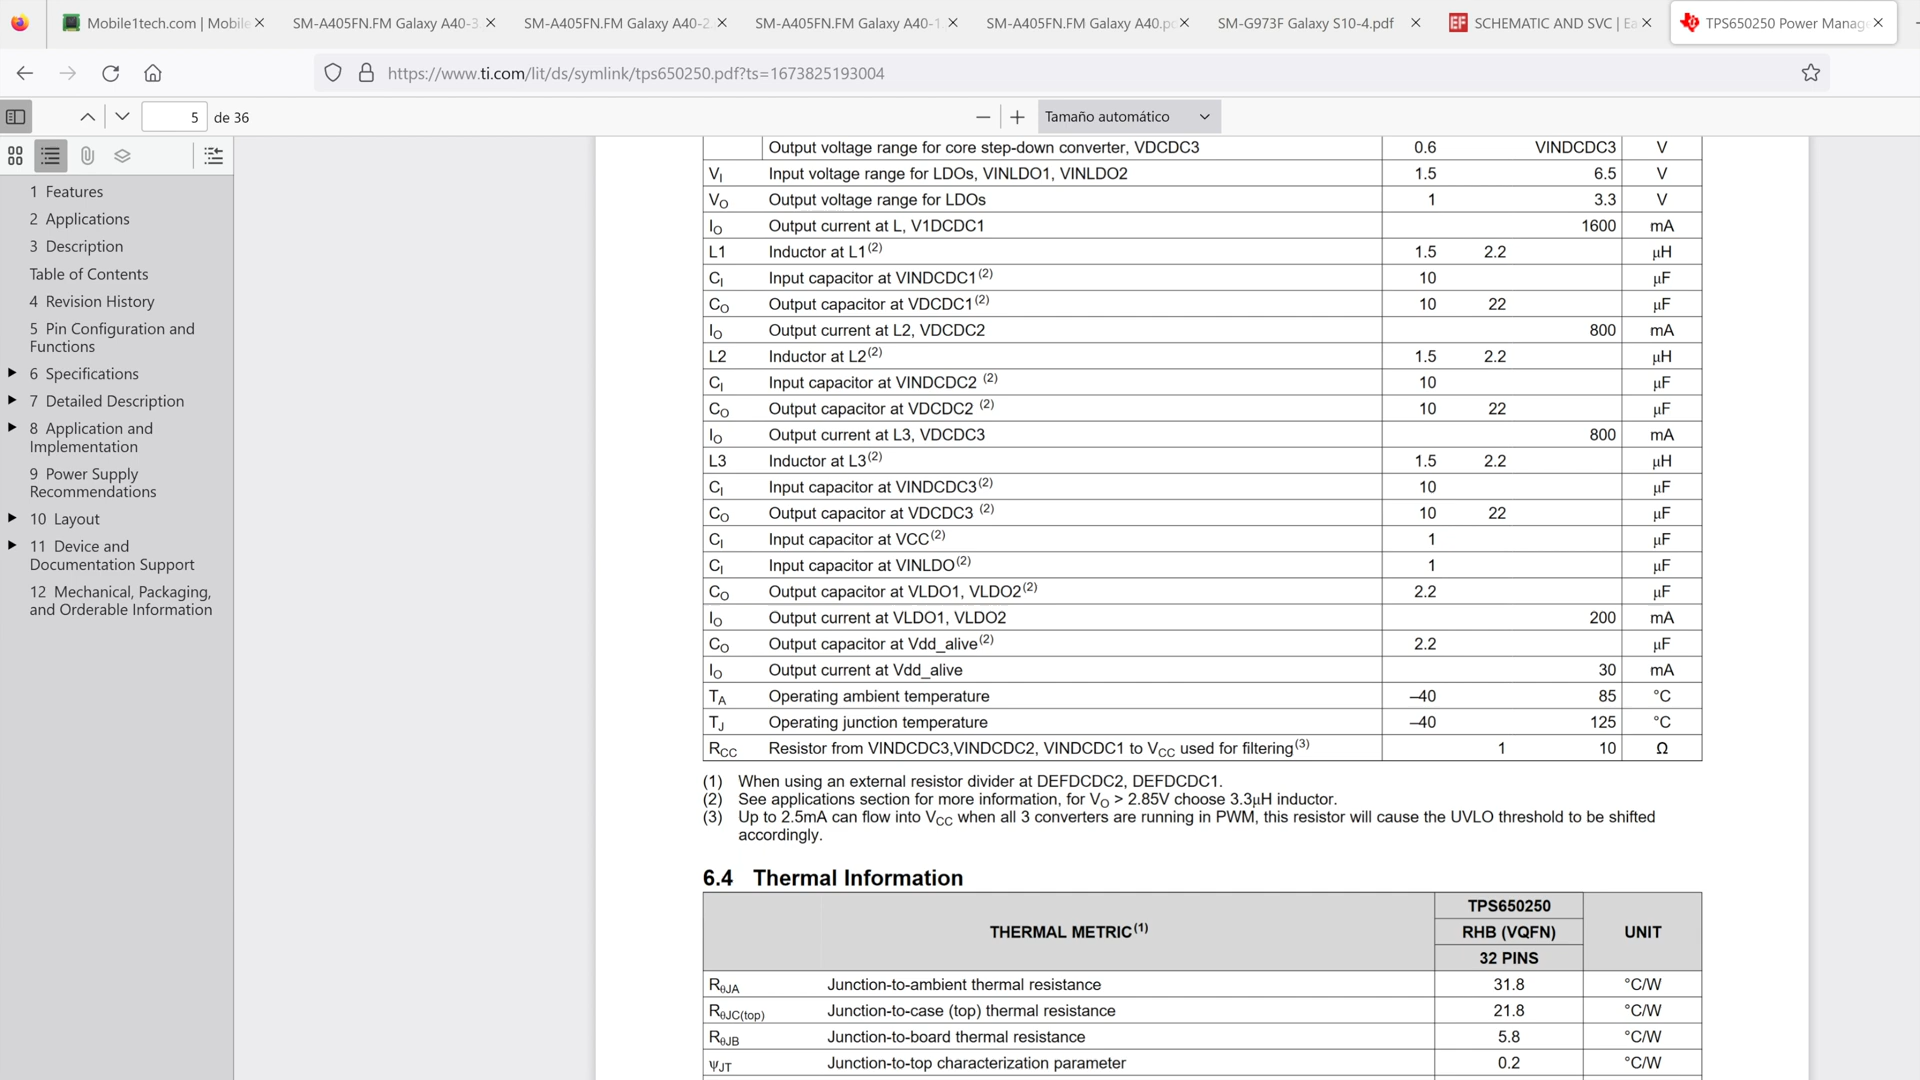 Mobile1tech.com | Mobile
SM-A405FN.FM Galaxy A40-3.
SM-A405FN.FM Galaxy A40-2.
SM-A405FN.FM Galaxy A40-1.
SM-A405FN.FM Galaxy A40.pd
SM-G973F Galaxy S10-4.pdf
EF SCHEMATIC AND SVC | Ea
TPS650250 Power Manage
https://www.ti.com/lit/ds/symlink/tps650250.pdf?ts=1673825193004
5 de 36
Tamaño automático
1 Features
2 Applications
3 Description
Table of Contents
4 Revision History
5 Pin Configuration and
Functions
6 Specifications
7 Detailed Description
8 Application and
Implementation
9 Power Supply
Recommendations
10 Layout
11 Device and
Documentation Support
12 Mechanical, Packaging,
and Orderable Information
Output voltage range for core step-down converter, VDCDC3 0.6 VINDCDC3 V
VI Input voltage range for LDOs, VINLDO1, VINLDO2 1.5 6.5 V
VO Output voltage range for LDOs 1 3.3 V
IO Output current at L, V1DCDC1 1600 mA
L1 Inductor at L1(2) 1.5 2.2 μH
CI Input capacitor at VINDCDC1(2) 10 μF
CO Output capacitor at VDCDC1(2) 10 22 μF
IO Output current at L2, VDCDC2 800 mA
L2 Inductor at L2(2) 1.5 2.2 μH
CI Input capacitor at VINDCDC2 (2) 10 μF
CO Output capacitor at VDCDC2 (2) 10 22 μF
IO Output current at L3, VDCDC3 800 mA
L3 Inductor at L3(2) 1.5 2.2 μH
CI Input capacitor at VINDCDC3(2) 10 μF
CO Output capacitor at VDCDC3 (2) 10 22 μF
CI Input capacitor at VCC(2) 1 μF
CI Input capacitor at VINLDO(2) 1 μF
CO Output capacitor at VLDO1, VLDO2(2) 2.2 μF
IO Output current at VLDO1, VLDO2 200 mA
CO Output capacitor at Vdd_alive(2) 2.2 μF
IO Output current at Vdd_alive 30 mA
TA Operating ambient temperature –40 85 °C
TJ Operating junction temperature –40 125 °C
RCC Resistor from VINDCDC3,VINDCDC2, VINDCDC1 to VCC used for filtering(3) 1 10 Ω
(1) When using an external resistor divider at DEFDCDC2, DEFDCDC1.
(2) See applications section for more information, for VO > 2.85V choose 3.3μH inductor.
(3) Up to 2.5mA can flow into VCC when all 3 converters are running in PWM, this resistor will cause the UVLO threshold to be shifted
accordingly.
6.4 Thermal Information
THERMAL METRIC(1) TPS650250 UNIT
RHB (VQFN)
32 PINS
RθJA Junction-to-ambient thermal resistance 31.8 °C/W
RθJC(top) Junction-to-case (top) thermal resistance 21.8 °C/W
RθJB Junction-to-board thermal resistance 5.8 °C/W
ψJT Junction-to-top characterization parameter 0.2 °C/W